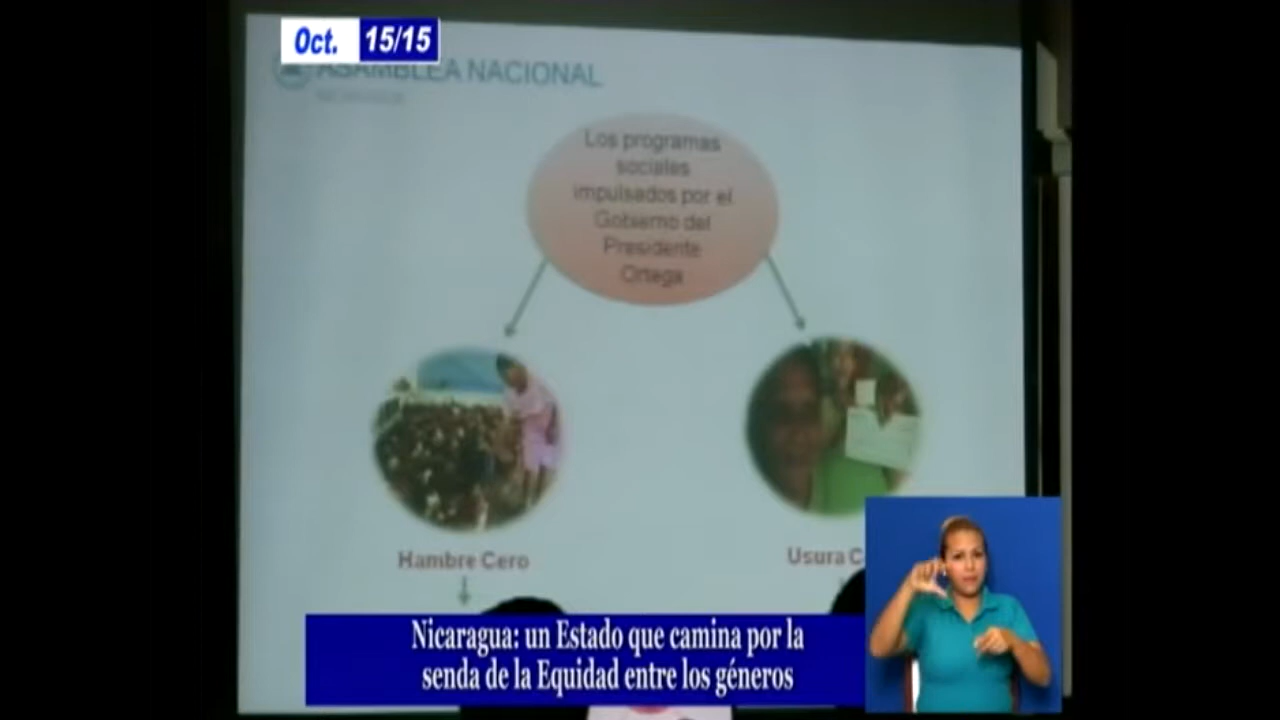 Oct. 15/15
ASAMBLEA NACIONAL
Los programas
sociales
impulsados por el
Gobierno del
Presidente
Ortega
Hambre Cero
Usura C
Nicaragua: un Estado que camina por la
senda de la Equidad entre los géneros